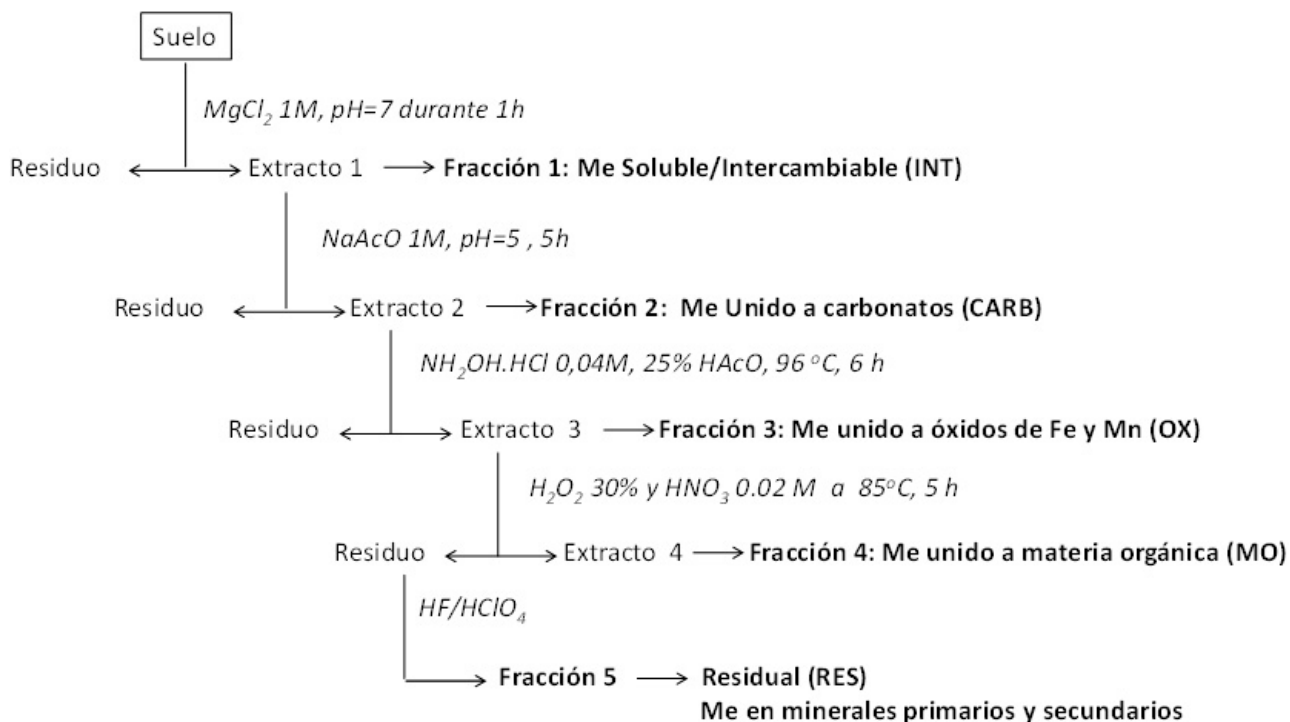 Suelo
MgCl₂ 1M, pH=7 durante 1h
Residuo Extracto 1 Fracción 1: Me Soluble/Intercambiable (INT)
NaAcO 1M, pH=5 , 5h
Residuo Extracto 2 Fracción 2: Me Unido a carbonatos (CARB)
NH₂OH.HCl 0,04M, 25% HAcO, 96 °C, 6 h
Residuo Extracto 3 Fracción 3: Me unido a óxidos de Fe y Mn (OX)
H₂O₂ 30% y HNO₃ 0.02 M a 85°C, 5 h
Residuo Extracto 4 Fracción 4: Me unido a materia orgánica (MO)
HF/HClO₄
Fracción 5 Residual (RES)
Me en minerales primarios y secundarios